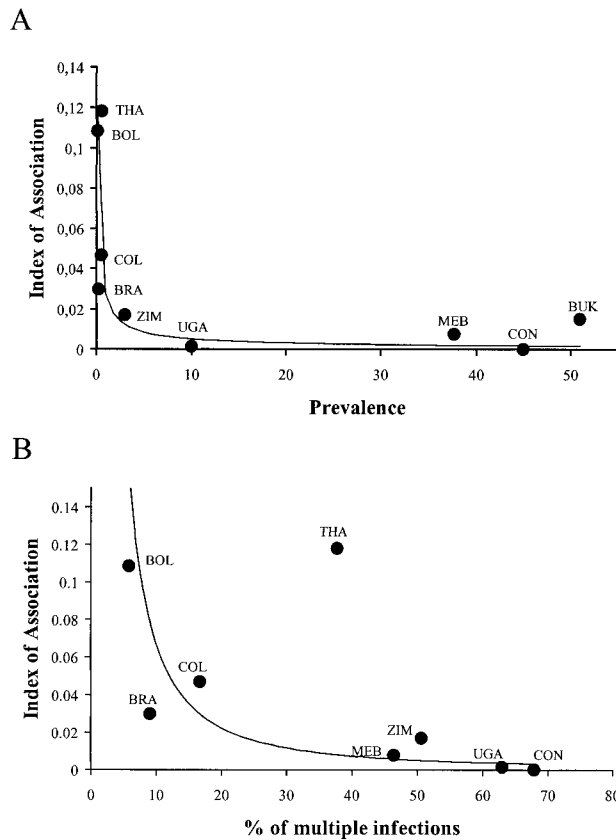 A
0,14
0,12
0,1
0,08
0,06
0,04
0,02
0
Index of Association
THA
BOL
COL
BRA
ZIM
UGA
MEB
CON
BUK
0 10 20 30 40 50
Prevalence
B
0.14
0.12
0.1
0.08
0.06
0.04
0.02
0
Index of Association
BOL
THA
COL
BRA
ZIM
MEB
UGA
CON
0 10 20 30 40 50 60 70 80
% of multiple infections